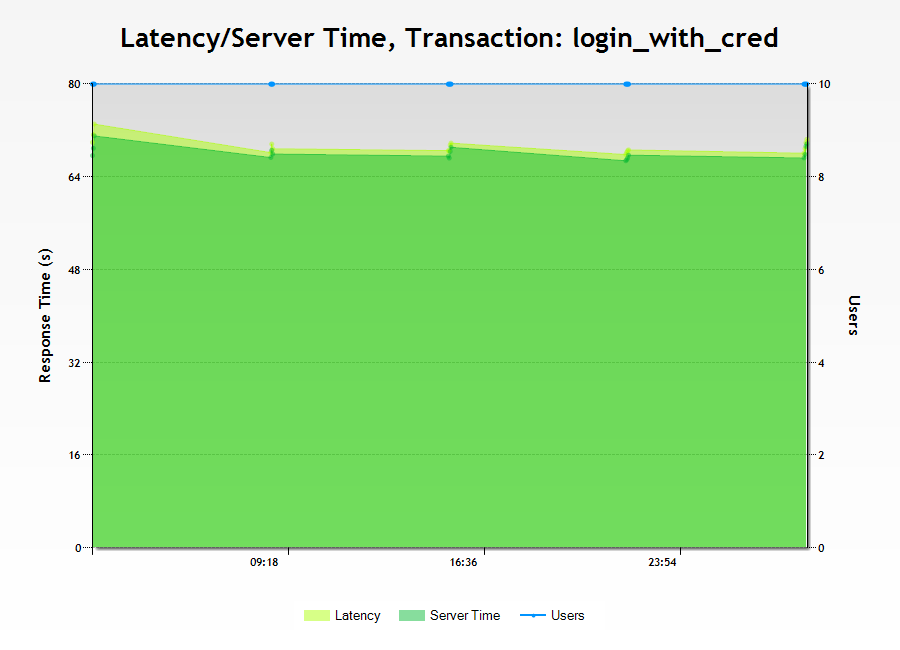 Latency/Server Time, Transaction: login_with_cred
80
64
48
32
16
0
Response Time (s)
10
8
6
4
2
0
Users
09:18
16:36
23:54
Latency
Server Time
Users